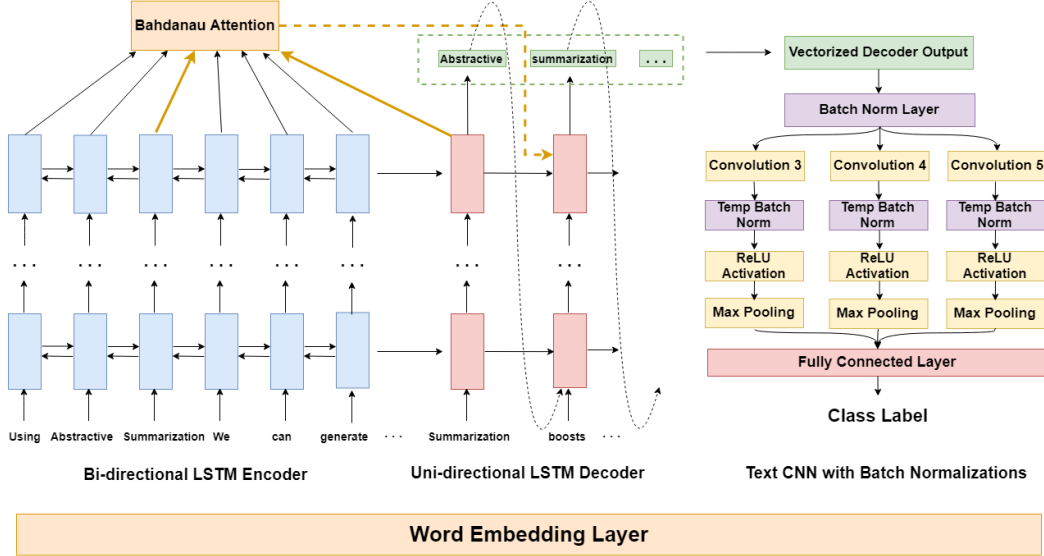 Bahdanau Attention
Abstractive
summarization
...
Vectorized Decoder Output
Batch Norm Layer
Convolution 3
Convolution 4
Convolution 5
Temp Batch
Norm
Temp Batch
Norm
Temp Batch
Norm
ReLU
Activation
ReLU
Activation
ReLU
Activation
Max Pooling
Max Pooling
Max Pooling
Fully Connected Layer
Class Label
... ... ... ... ... ... ... ...
Using Abstractive Summarization We can generate ... Summarization boosts ...
Bi-directional LSTM Encoder
Uni-directional LSTM Decoder
Text CNN with Batch Normalizations
Word Embedding Layer